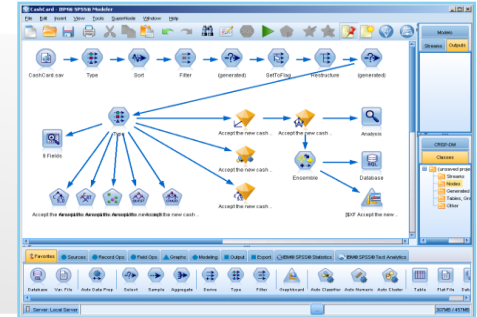 CashCard - IBM® SPSS® Modeler
File Edit Insert View Tools SuperNode Window Help
Models
Streams Outputs
CashCard.sav Type Sort Filter (generated) SetToFlag Restructure (generated)
Type
Accept the new cash... Accept the new cash... Analysis
9 Fields
Accept the new cash... Ensemble Database
Accept the new cash...
$XF Accept the new...
CRISP-DM
Classes
(unsaved project
Streams
Nodes
Generated
Tables, Gra
Other
Favorites Sources Record Ops Field Ops Graphs Modeling Output Export IBM® SPSS® Statistics IBM® SPSS® Text Analytics
Database Var. File Auto Data Prep Select Sample Aggregate Derive Type Filter Graphboard Auto Classifier Auto Numeric Auto Cluster Table Flat File
Server: Local Server